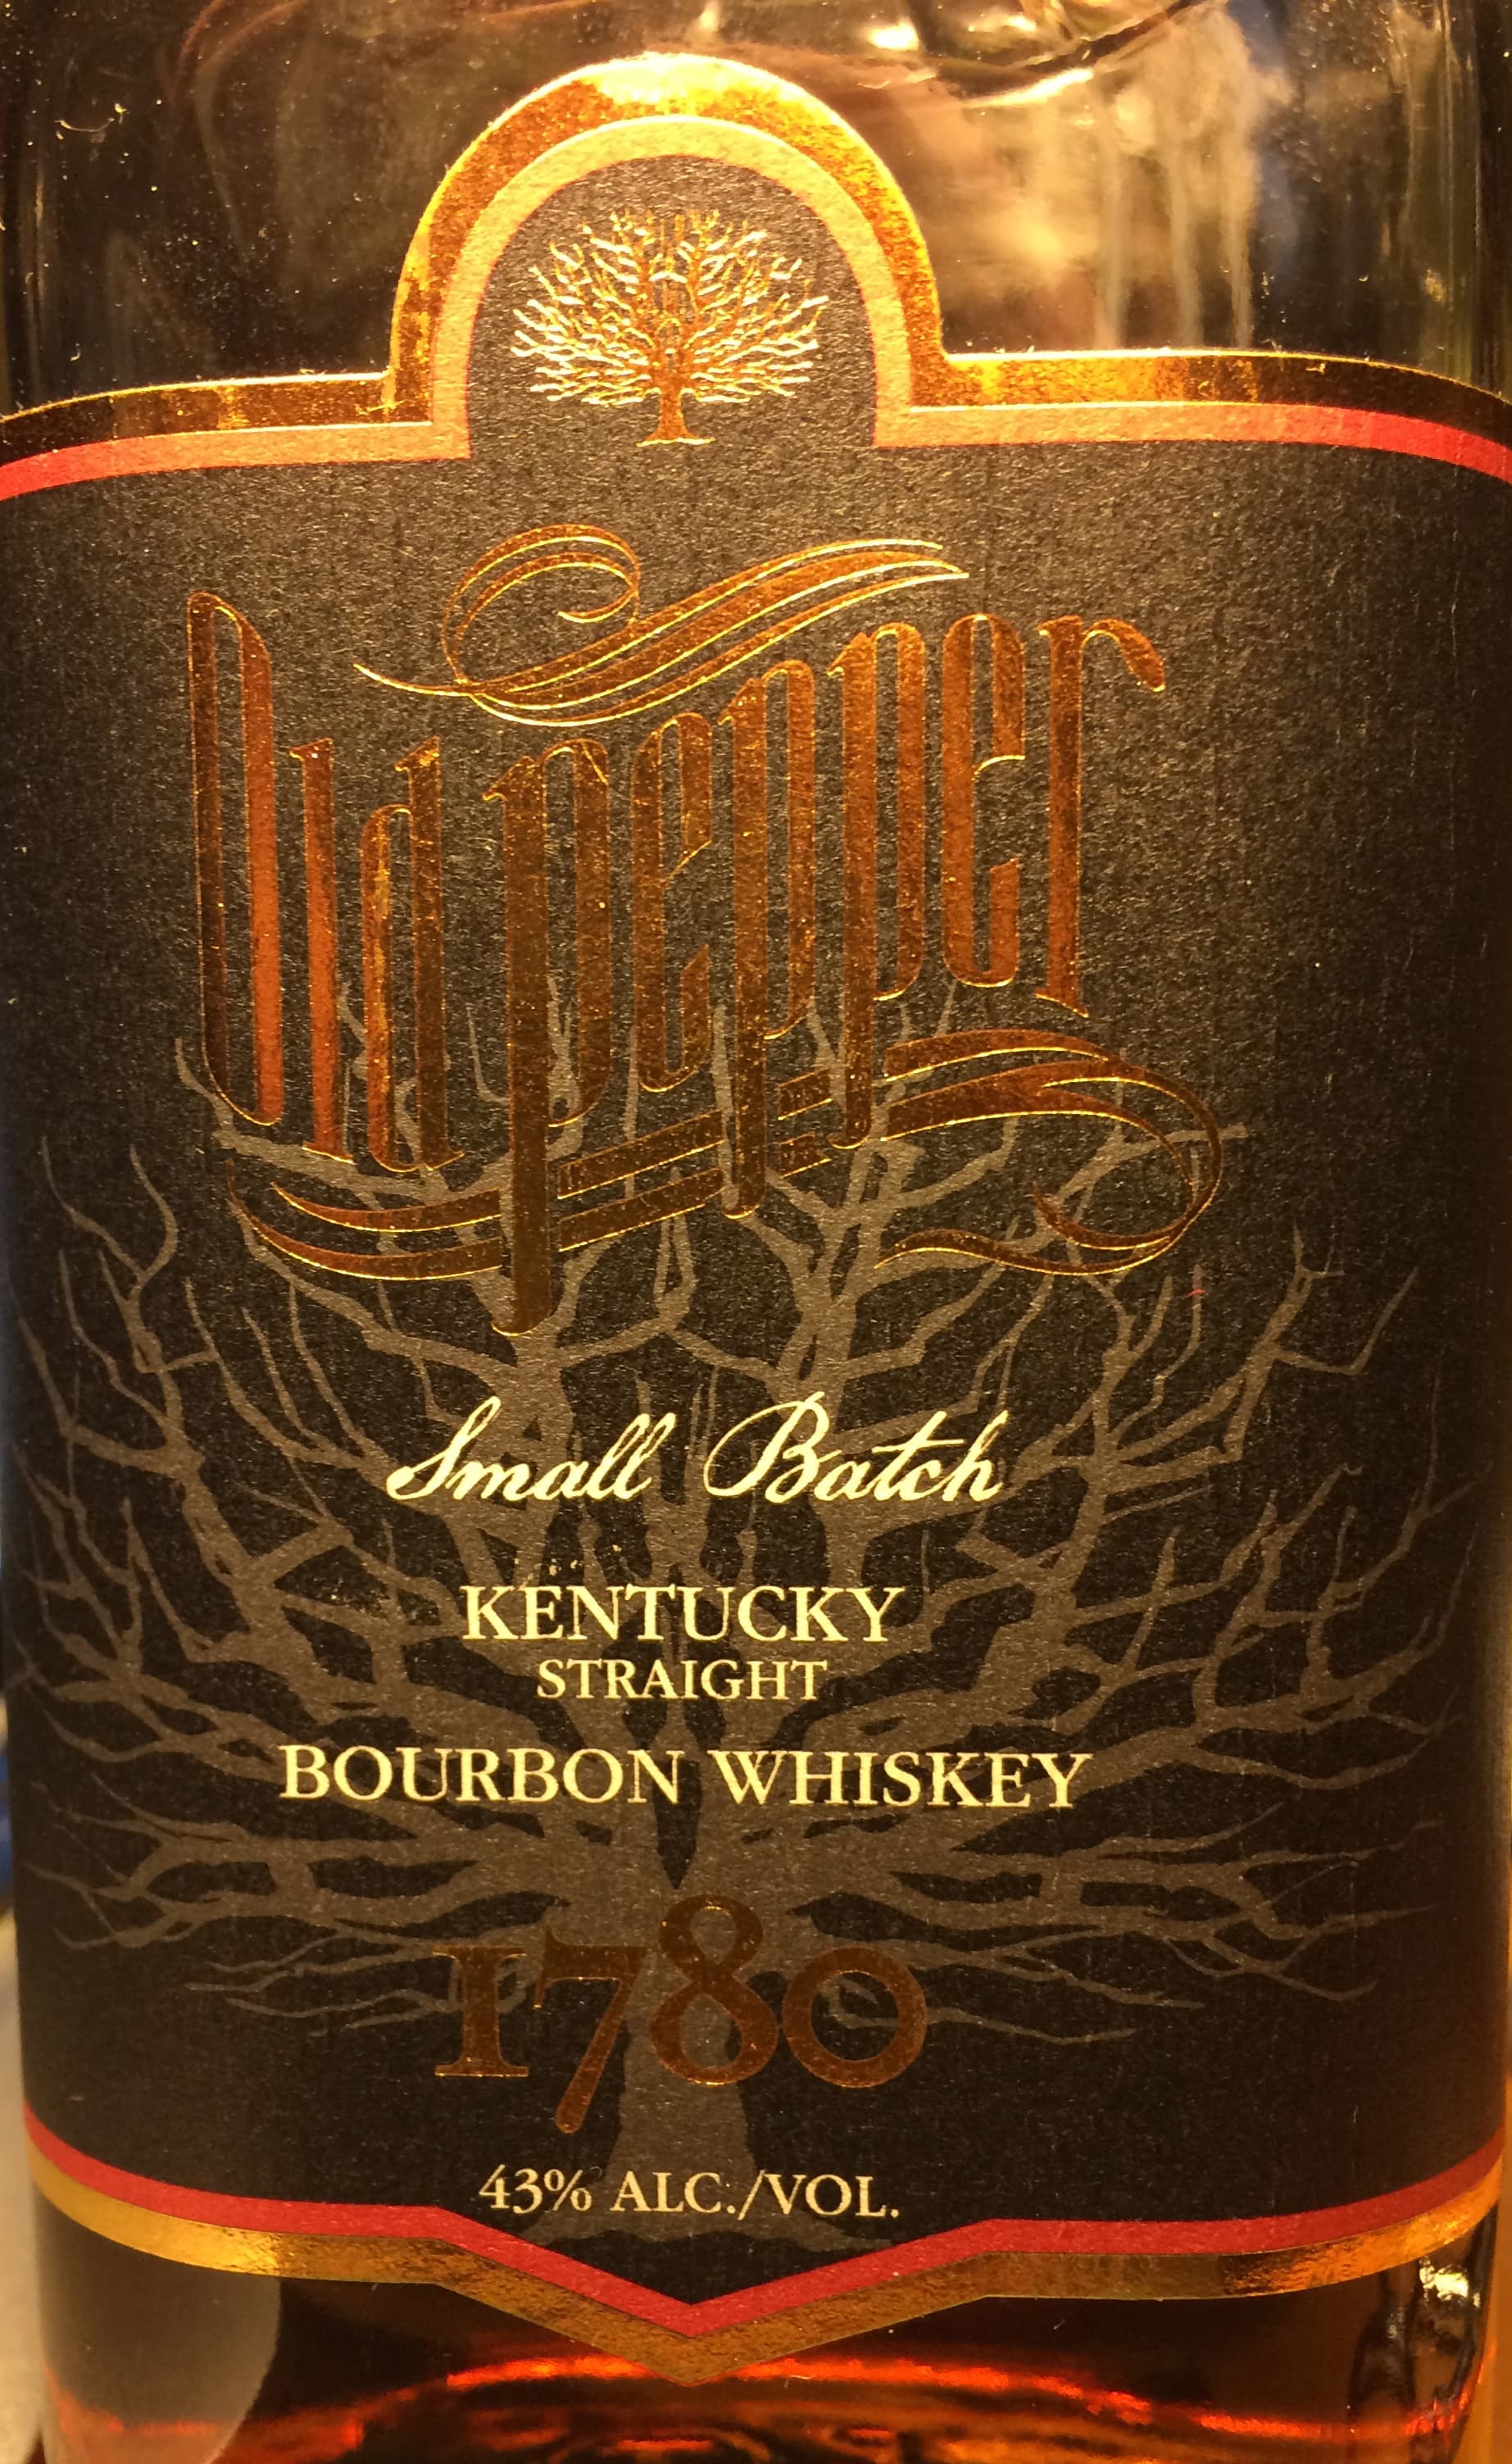 Old Pepper
Small Batch
KENTUCKY
STRAIGHT
BOURBON WHISKEY
1780
43% ALC./VOL.